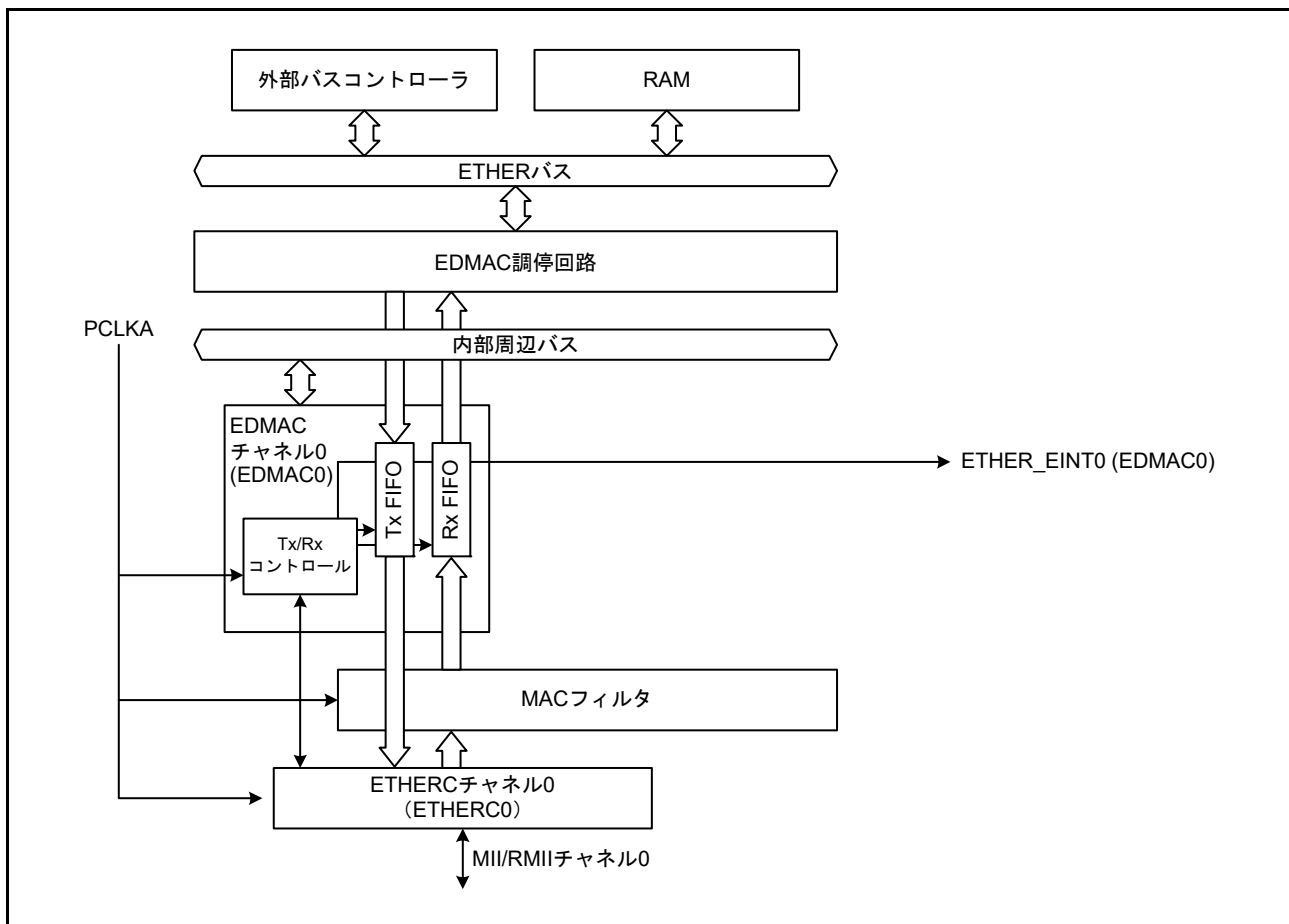 外部バスコントローラ
RAM
ETHERバス
EDMAC調停回路
PCLKA
内部周辺バス
EDMAC
チャネル0
(EDMAC0)
Tx FIFO
Rx FIFO
ETHER_EINT0 (EDMAC0)
Tx/Rx
コントロール
MACフィルタ
ETHERCチャネル0
（ETHERC0）
MII/RMIIチャネル0